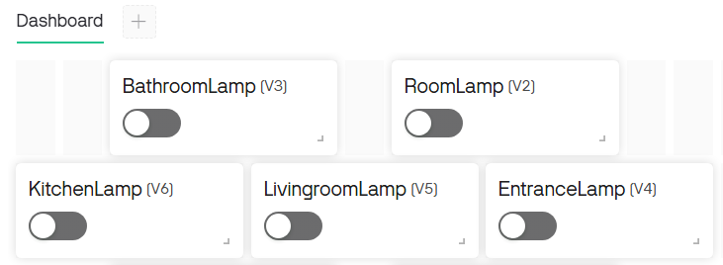 Dashboard +
BathroomLamp (V3)
RoomLamp (V2)
KitchenLamp (V6)
LivingroomLamp (V5)
EntranceLamp (V4)